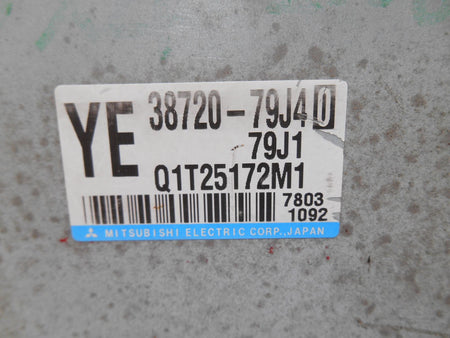 YE 38720-79J40
79J1
Q1T25172M1
7803
1092
MITSUBISHI ELECTRIC CORP., JAPAN